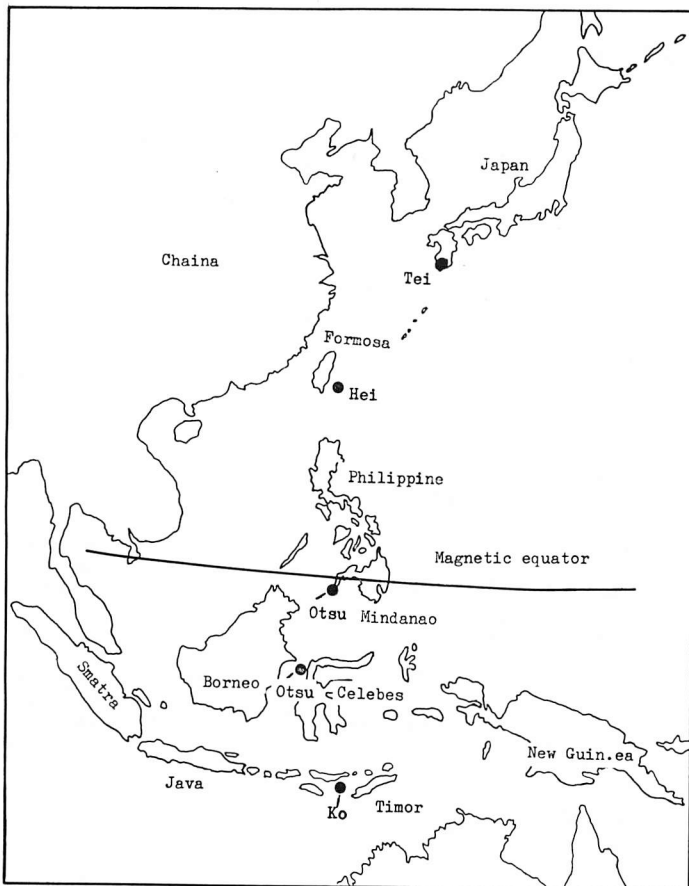 Japan
Chaina
Tei
Formosa
Hei
Philippine
Magnetic equator
Otsu Mindanao
Smatra
Borneo Otsu Celebes
New Guin.ea
Java
Timor
Ko